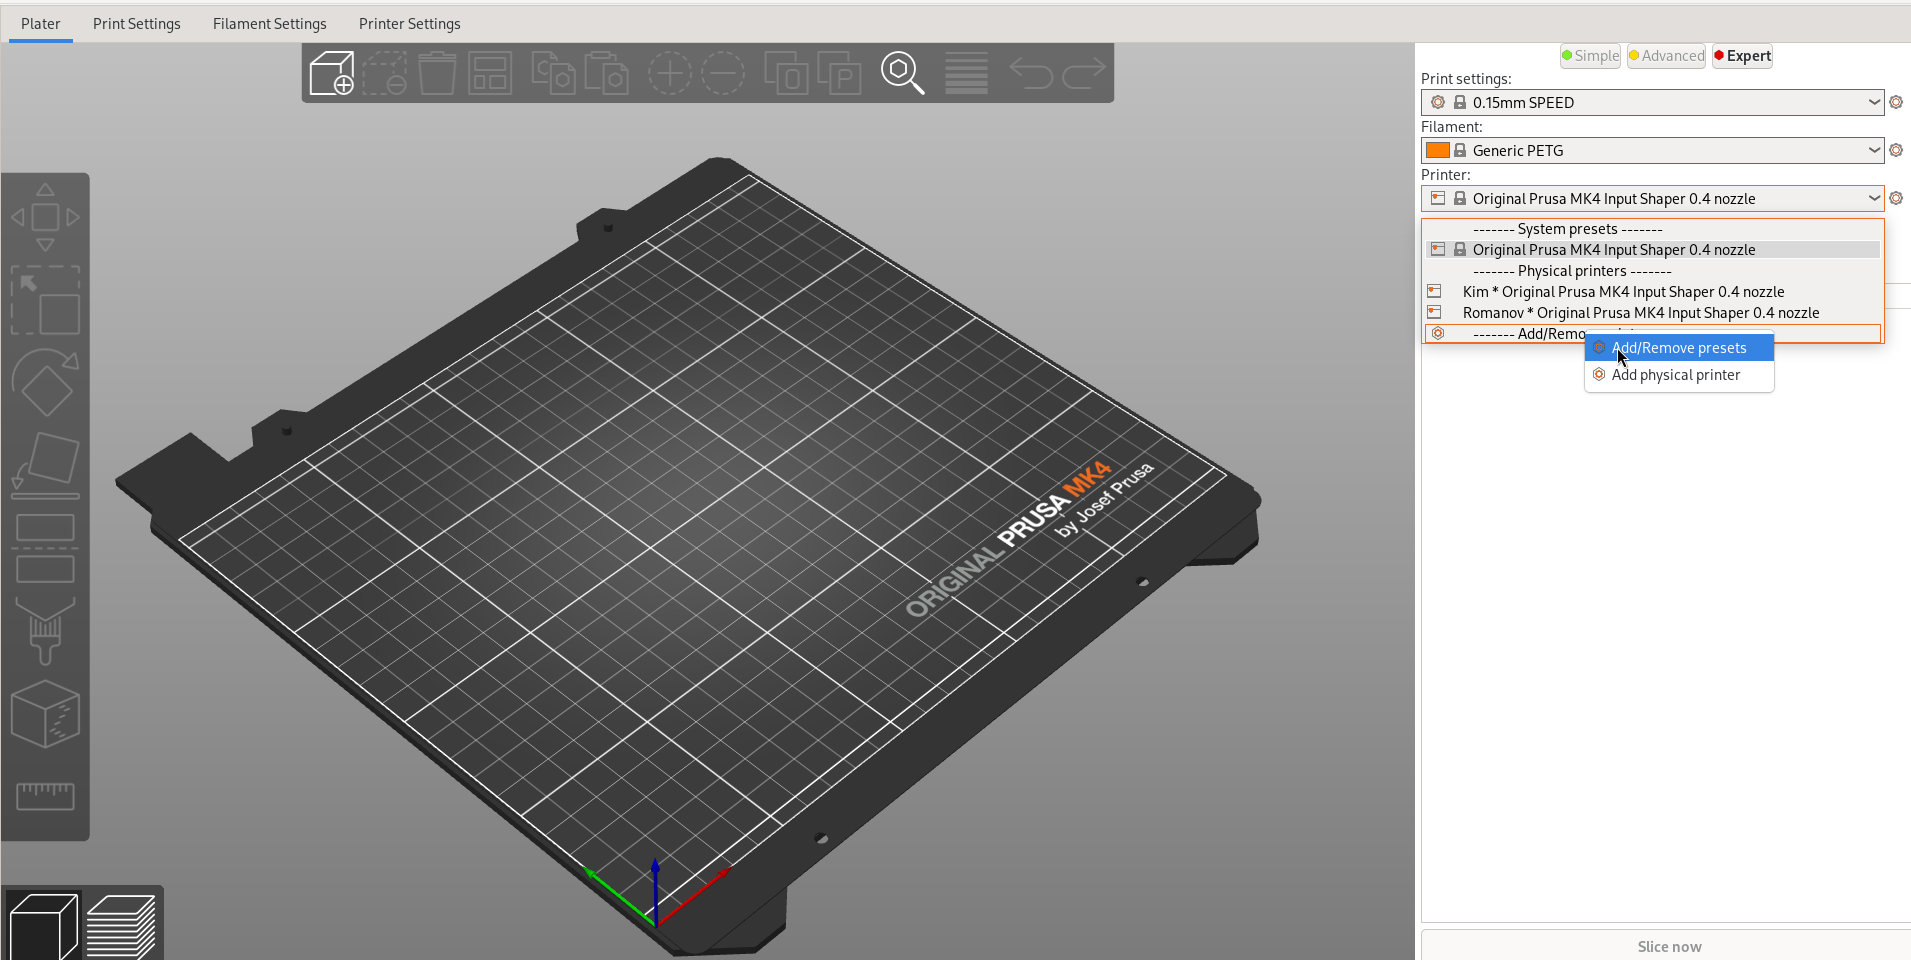 Plater Print Settings Filament Settings Printer Settings
Simple Advanced Expert
Print settings:
0.15mm SPEED
Filament:
Generic PETG
Printer:
Original Prusa MK4 Input Shaper 0.4 nozzle
------- System presets -------
Original Prusa MK4 Input Shaper 0.4 nozzle
------- Physical printers -------
Kim * Original Prusa MK4 Input Shaper 0.4 nozzle
Romanov * Original Prusa MK4 Input Shaper 0.4 nozzle
------- Add/Remo
Add/Remove presets
Add physical printer
ORIGINAL PRUSA MK4
by Josef Prusa
Slice now